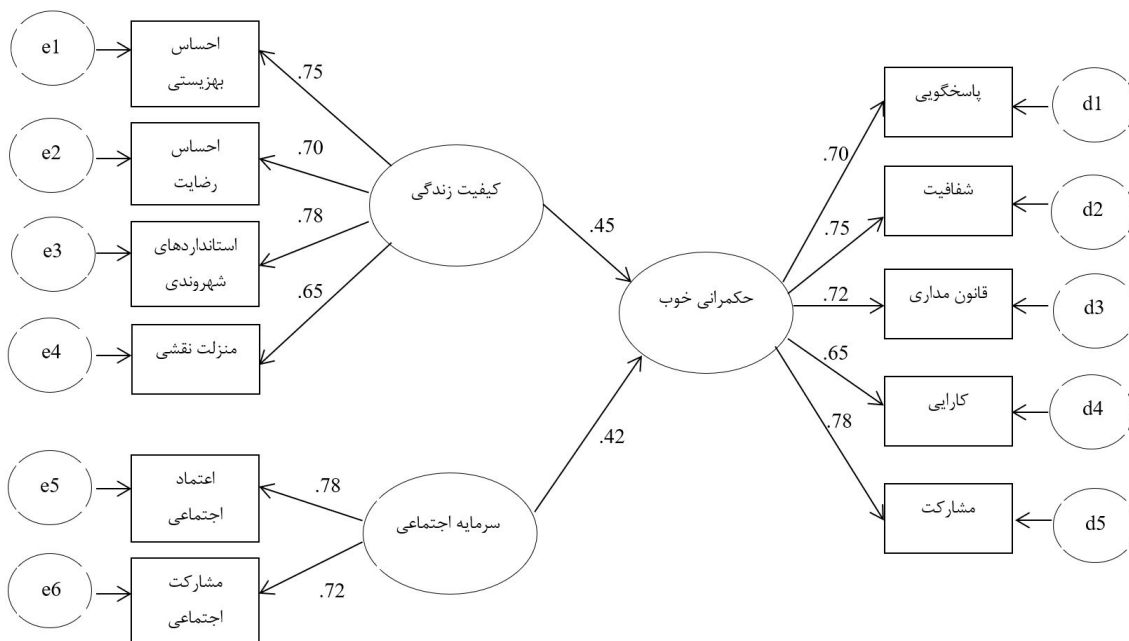 e1
احساس
بهزیستی
.75
e2
احساس
رضایت
.70
e3
استانداردهای
شهروندی
.78
e4
منزلت نقشی
.65
کیفیت زندگی
.45
e5
اعتماد
اجتماعی
.78
e6
مشارکت
اجتماعی
.72
سرمایه اجتماعی
.42
حکمرانی خوب
.70
پاسخگویی
d1
.75
شفافیت
d2
.72
قانون مداری
d3
.65
کارایی
d4
.78
مشارکت
d5